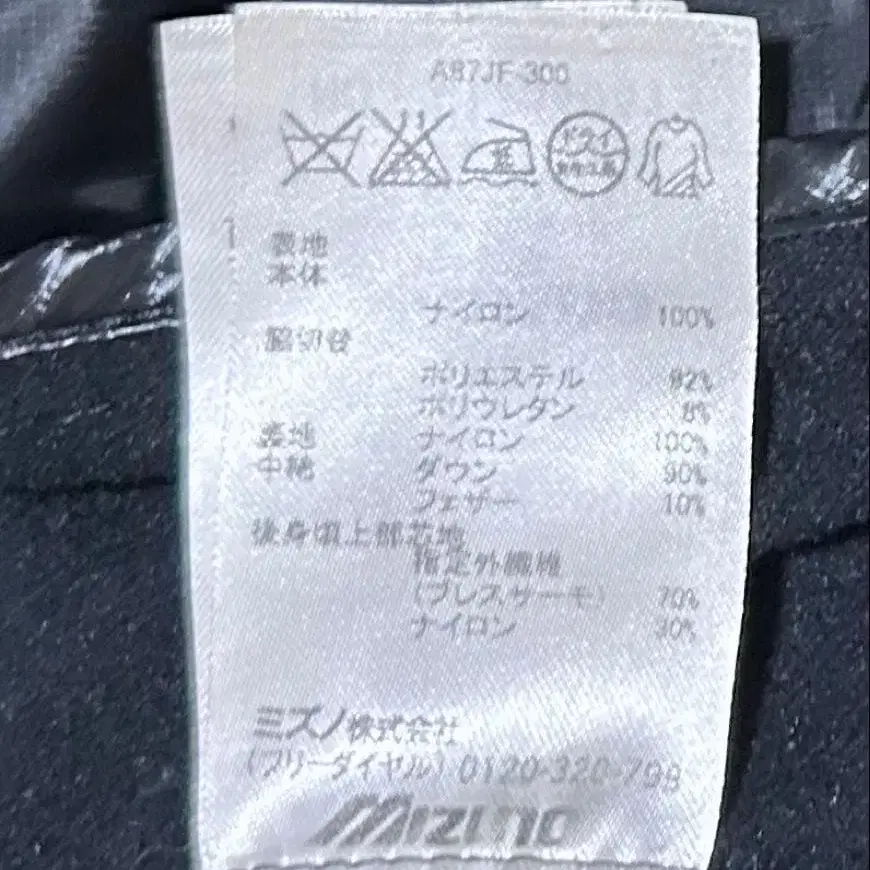 A87JF-300
ドライ
表地
本体
ナイロン 100%
脇切替
ポリエステル 92%
ポリウレタン 8%
裏地 ナイロン 100%
中綿 ダウン 90%
フェザー 10%
後身頃上部芯地
指定外繊維
(ブレスサーモ) 70%
ナイロン 30%
ミズノ株式会社
(フリーダイヤル) 0120-320-799
MIZUNO